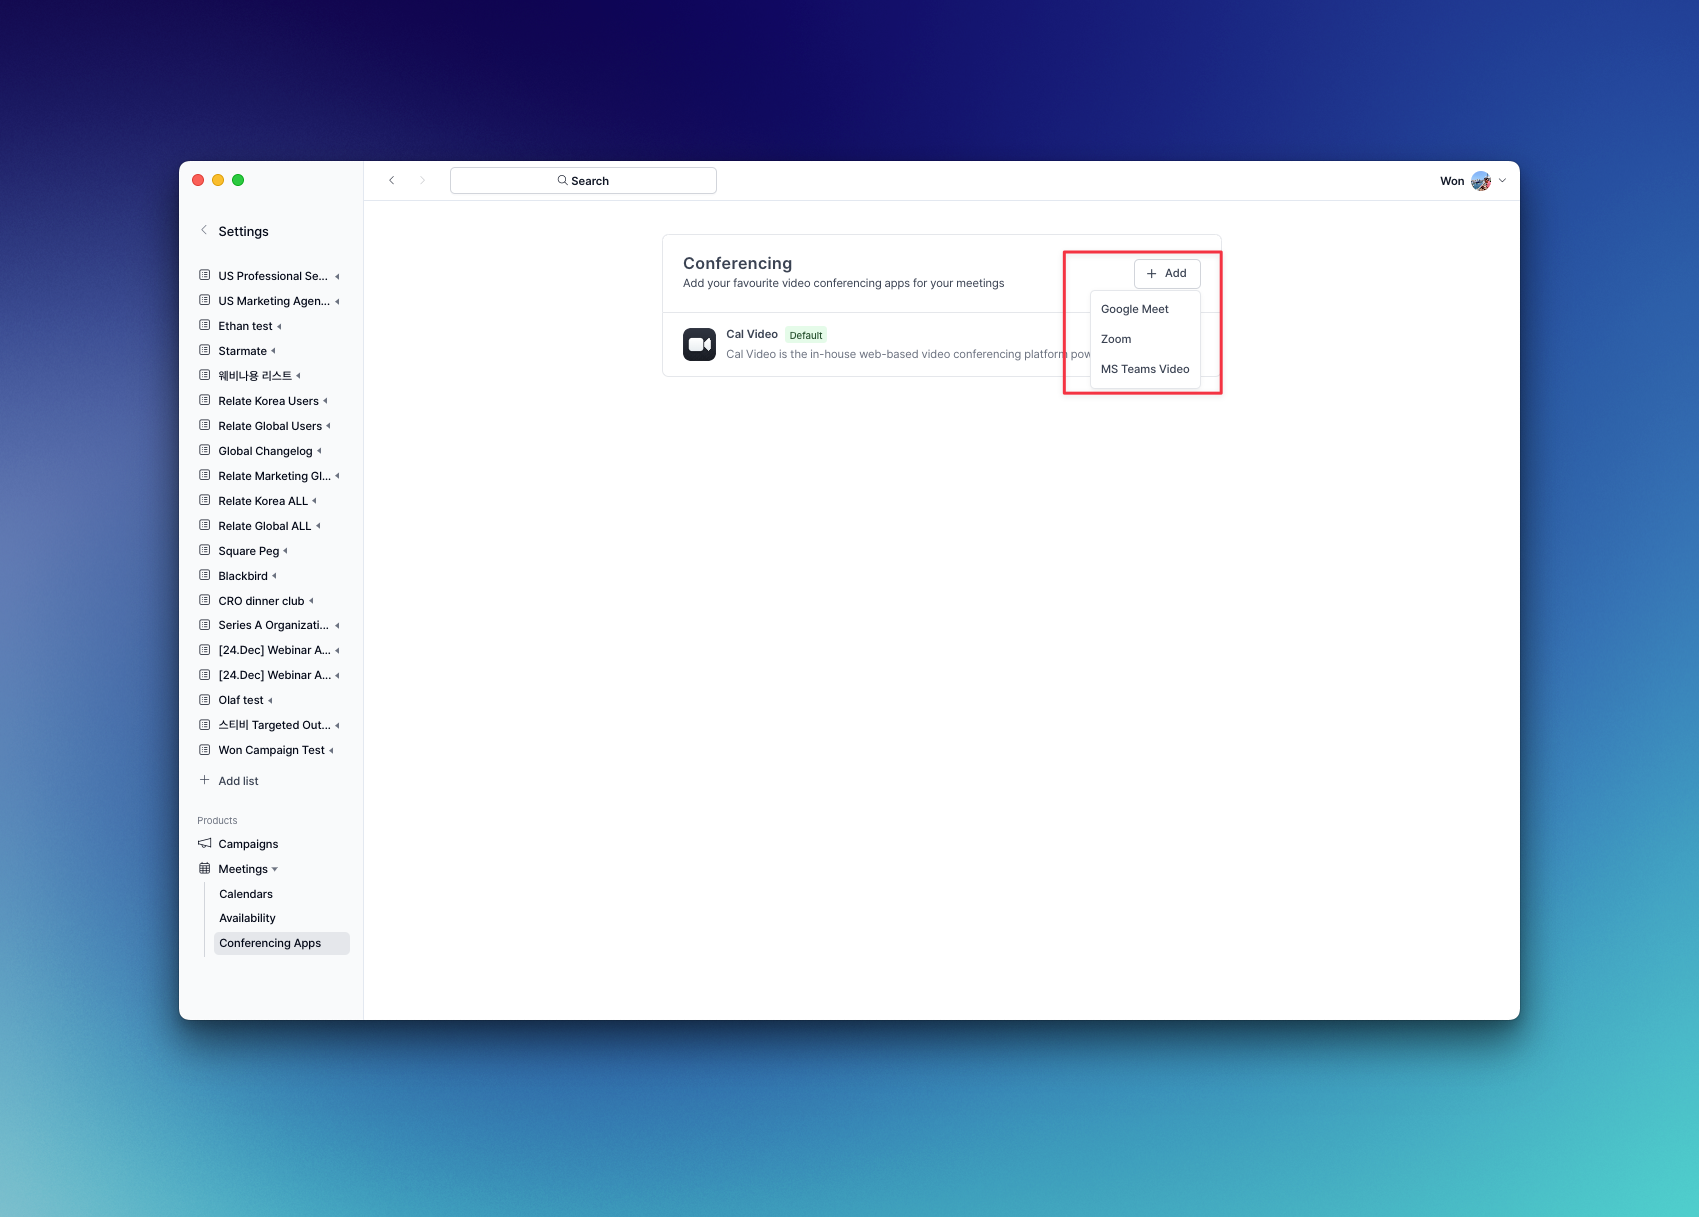 Search
Won
Settings
US Professional Se...
US Marketing Agen...
Ethan test
Starmate
웨비나용 리스트
Relate Korea Users
Relate Global Users
Global Changelog
Relate Marketing Gl...
Relate Korea ALL
Relate Global ALL
Square Peg
Blackbird
CRO dinner club
Series A Organizati...
[24.Dec] Webinar A...
[24.Dec] Webinar A...
Olaf test
스티비 Targeted Out...
Won Campaign Test
Add list
Products
Campaigns
Meetings
Calendars
Availability
Conferencing Apps
Conferencing
Add your favourite video conferencing apps for your meetings
Add
Google Meet
Zoom
MS Teams Video
Cal Video Default
Cal Video is the in-house web-based video conferencing platform pow